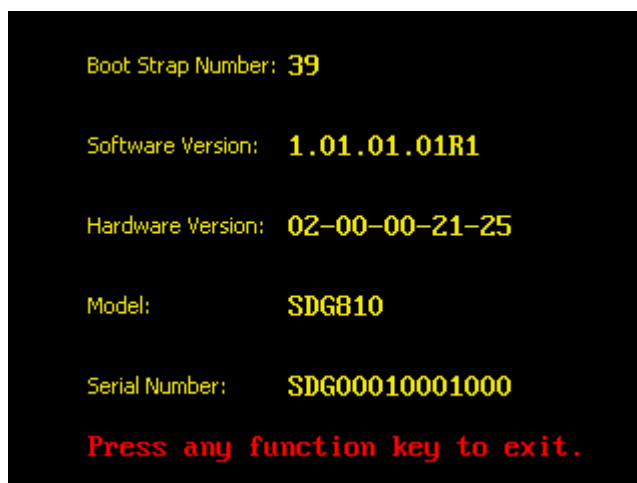 Boot Strap Number: 39
Software Version: 1.01.01.01R1
Hardware Version: 02-00-00-21-25
Model: SDG810
Serial Number: SDG00010001000
Press any function key to exit.